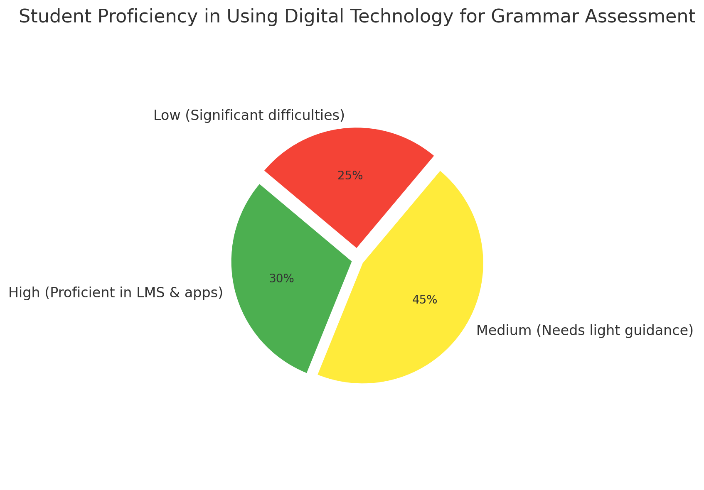 Student Proficiency in Using Digital Technology for Grammar Assessment
Low (Significant difficulties)
25%
High (Proficient in LMS & apps)
30%
45%
Medium (Needs light guidance)